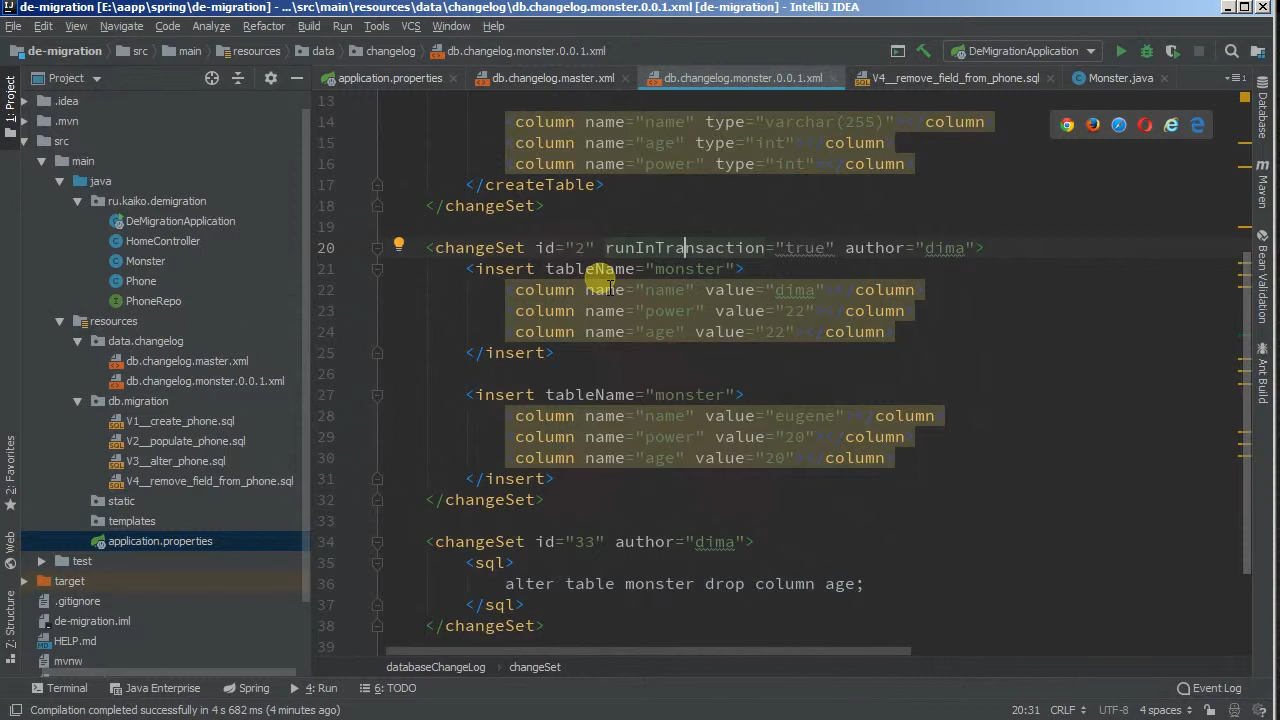 de-migration [E:\aapp\spring\de-migration] - ...\src\main\resources\data\changelog\db.changelog.monster.0.0.1.xml [de-migration] - IntelliJ IDEA
File Edit View Navigate Code Analyze Refactor Build Run Tools VCS Window Help
de-migration src main resources data changelog db.changelog.monster.0.0.1.xml DeMigrationApplication
Project application.properties db.changelog.master.xml db.changelog.monster.0.0.1.xml V4__remove_field_from_phone.sql Monster.java
1: Project
2: Favorites
Web
Z: Structure
.idea
.mvn
src
main
java
ru.kaiko.demigration
DeMigrationApplication
HomeController
Monster
Phone
PhoneRepo
resources
data.changelog
db.changelog.master.xml
db.changelog.monster.0.0.1.xml
db.migration
V1__create_phone.sql
V2__populate_phone.sql
V3__alter_phone.sql
V4__remove_field_from_phone.sql
static
templates
application.properties
test
target
.gitignore
de-migration.iml
HELP.md
mvnw
13
14 <column name="name" type="varchar(255)"></column>
15 <column name="age" type="int"></column>
16 <column name="power" type="int"></column>
17 </createTable>
18 </changeSet>
19
20 <changeSet id="2" runInTransaction="true" author="dima">
21 <insert tableName="monster">
22 <column name="name" value="dima"></column>
23 <column name="power" value="22"></column>
24 <column name="age" value="22"></column>
25 </insert>
26
27 <insert tableName="monster">
28 <column name="name" value="eugene"></column>
29 <column name="power" value="20"></column>
30 <column name="age" value="20"></column>
31 </insert>
32 </changeSet>
33
34 <changeSet id="33" author="dima">
35 <sql>
36 alter table monster drop column age;
37 </sql>
38 </changeSet>
39
Database
Maven
Bean Validation
Ant
databaseChangeLog changeSet
Terminal Java Enterprise Spring 4: Run 6: TODO Event Log
Compilation completed successfully in 4 s 682 ms (4 minutes ago) 20:31 CRLF UTF-8 4 spaces